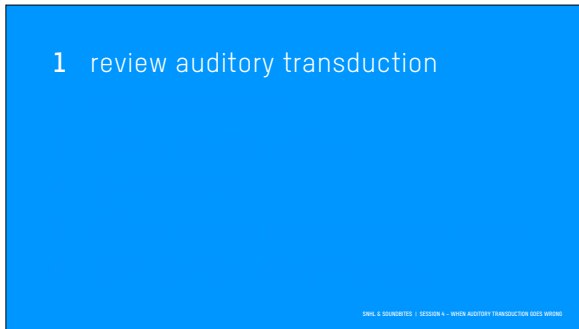 1 review auditory transduction
SNHL & SOUNDBITES | SESSION 4 – WHEN AUDITORY TRANSDUCTION GOES WRONG